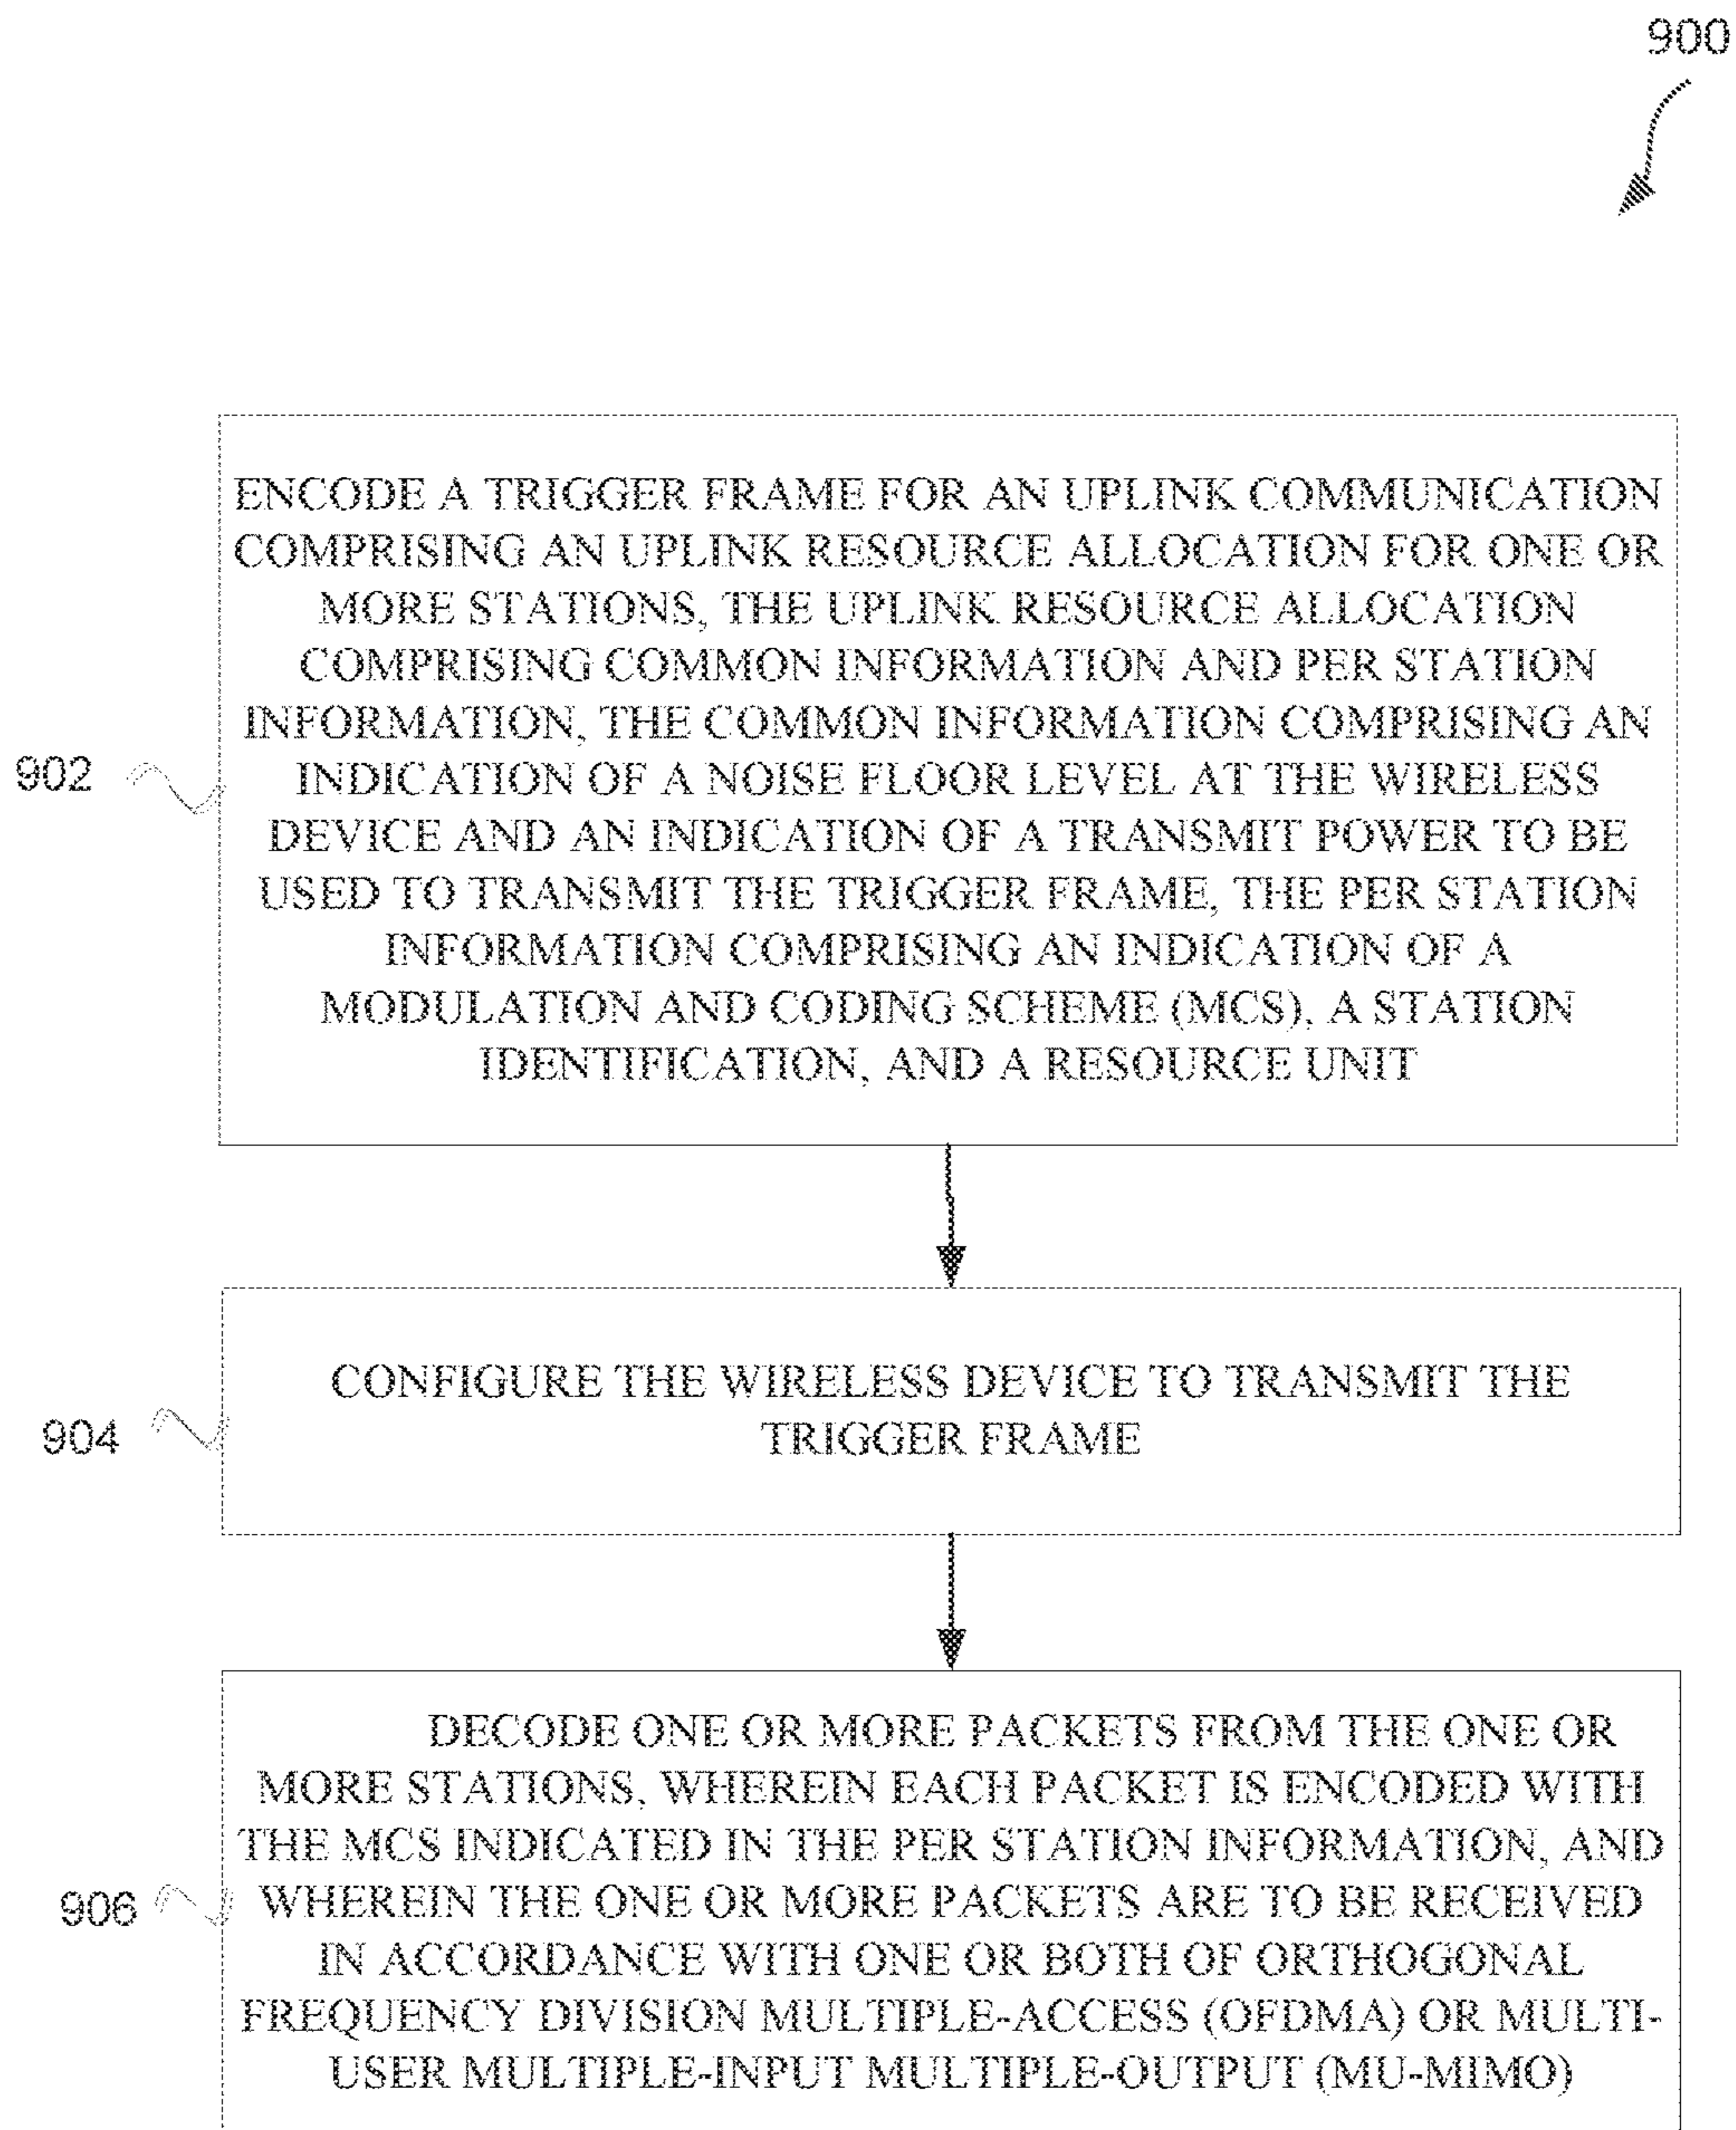 900
ENCODE A TRIGGER FRAME FOR AN UPLINK COMMUNICATION
COMPRISING AN UPLINK RESOURCE ALLOCATION FOR ONE OR
MORE STATIONS, THE UPLINK RESOURCE ALLOCATION
COMPRISING COMMON INFORMATION AND PER STATION
INFORMATION, THE COMMON INFORMATION COMPRISING AN
INDICATION OF A NOISE FLOOR LEVEL AT THE WIRELESS
DEVICE AND AN INDICATION OF A TRANSMIT POWER TO BE
USED TO TRANSMIT THE TRIGGER FRAME, THE PER STATION
INFORMATION COMPRISING AN INDICATION OF A
MODULATION AND CODING SCHEME (MCS), A STATION
IDENTIFICATION, AND A RESOURCE UNIT
902
CONFIGURE THE WIRELESS DEVICE TO TRANSMIT THE
TRIGGER FRAME
904
DECODE ONE OR MORE PACKETS FROM THE ONE OR
MORE STATIONS, WHEREIN EACH PACKET IS ENCODED WITH
THE MCS INDICATED IN THE PER STATION INFORMATION, AND
WHEREIN THE ONE OR MORE PACKETS ARE TO BE RECEIVED
IN ACCORDANCE WITH ONE OR BOTH OF ORTHOGONAL
FREQUENCY DIVISION MULTIPLE-ACCESS (OFDMA) OR MULTI-
USER MULTIPLE-INPUT MULTIPLE-OUTPUT (MU-MIMO)
906